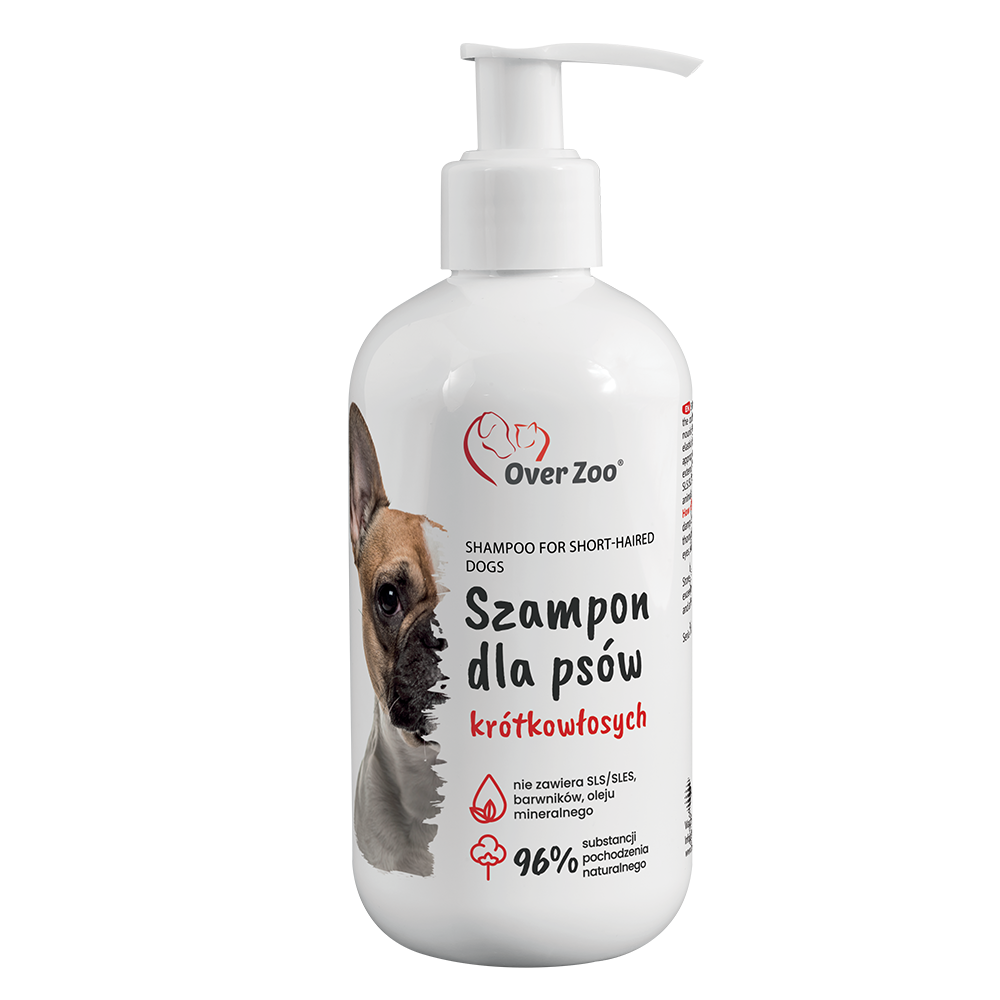 Over Zoo®
SHAMPOO FOR SHORT-HAIRED
DOGS
Szampon
dla psów
krótkowłosych
nie zawiera SLS/SLES,
barwników, oleju
mineralnego
96% substancji
pochodzenia
naturalnego